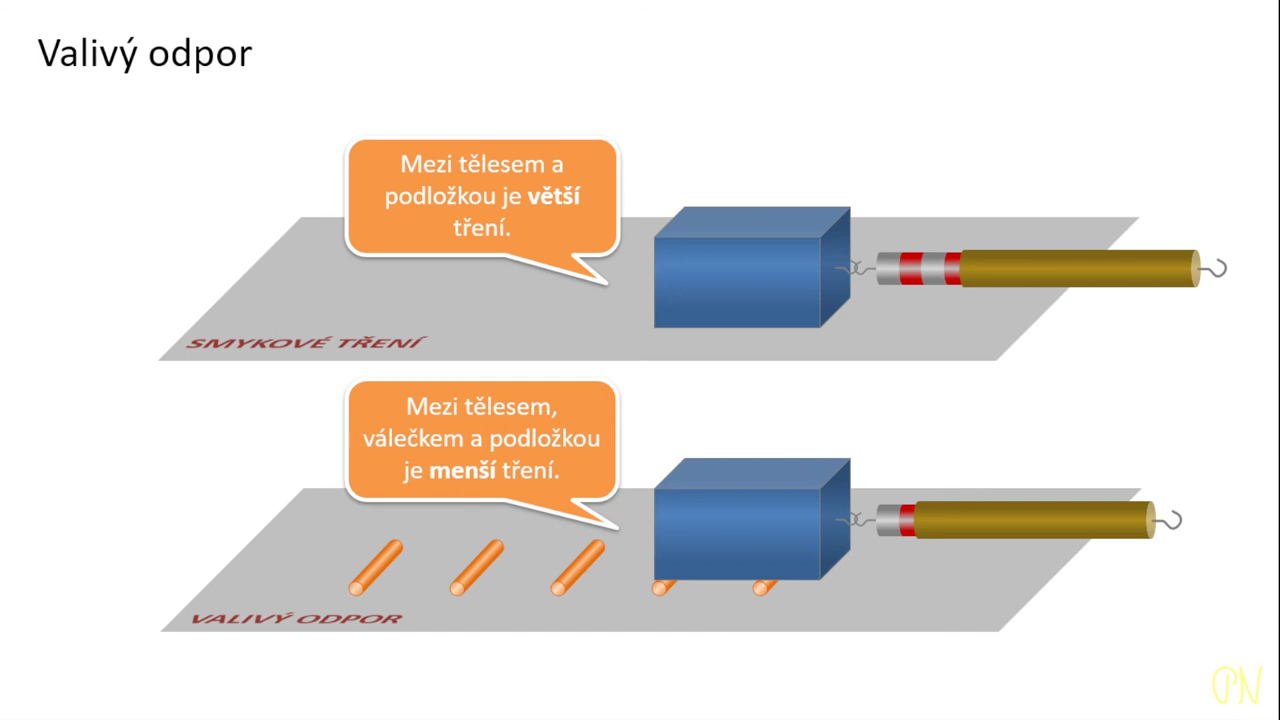 Valivý odpor
Mezi tělesem a
podložkou je větší
tření.
SMYKOVÉ TŘENÍ
Mezi tělesem,
válečkem a podložkou
je menší tření.
VALIVÝ ODPOR
PN